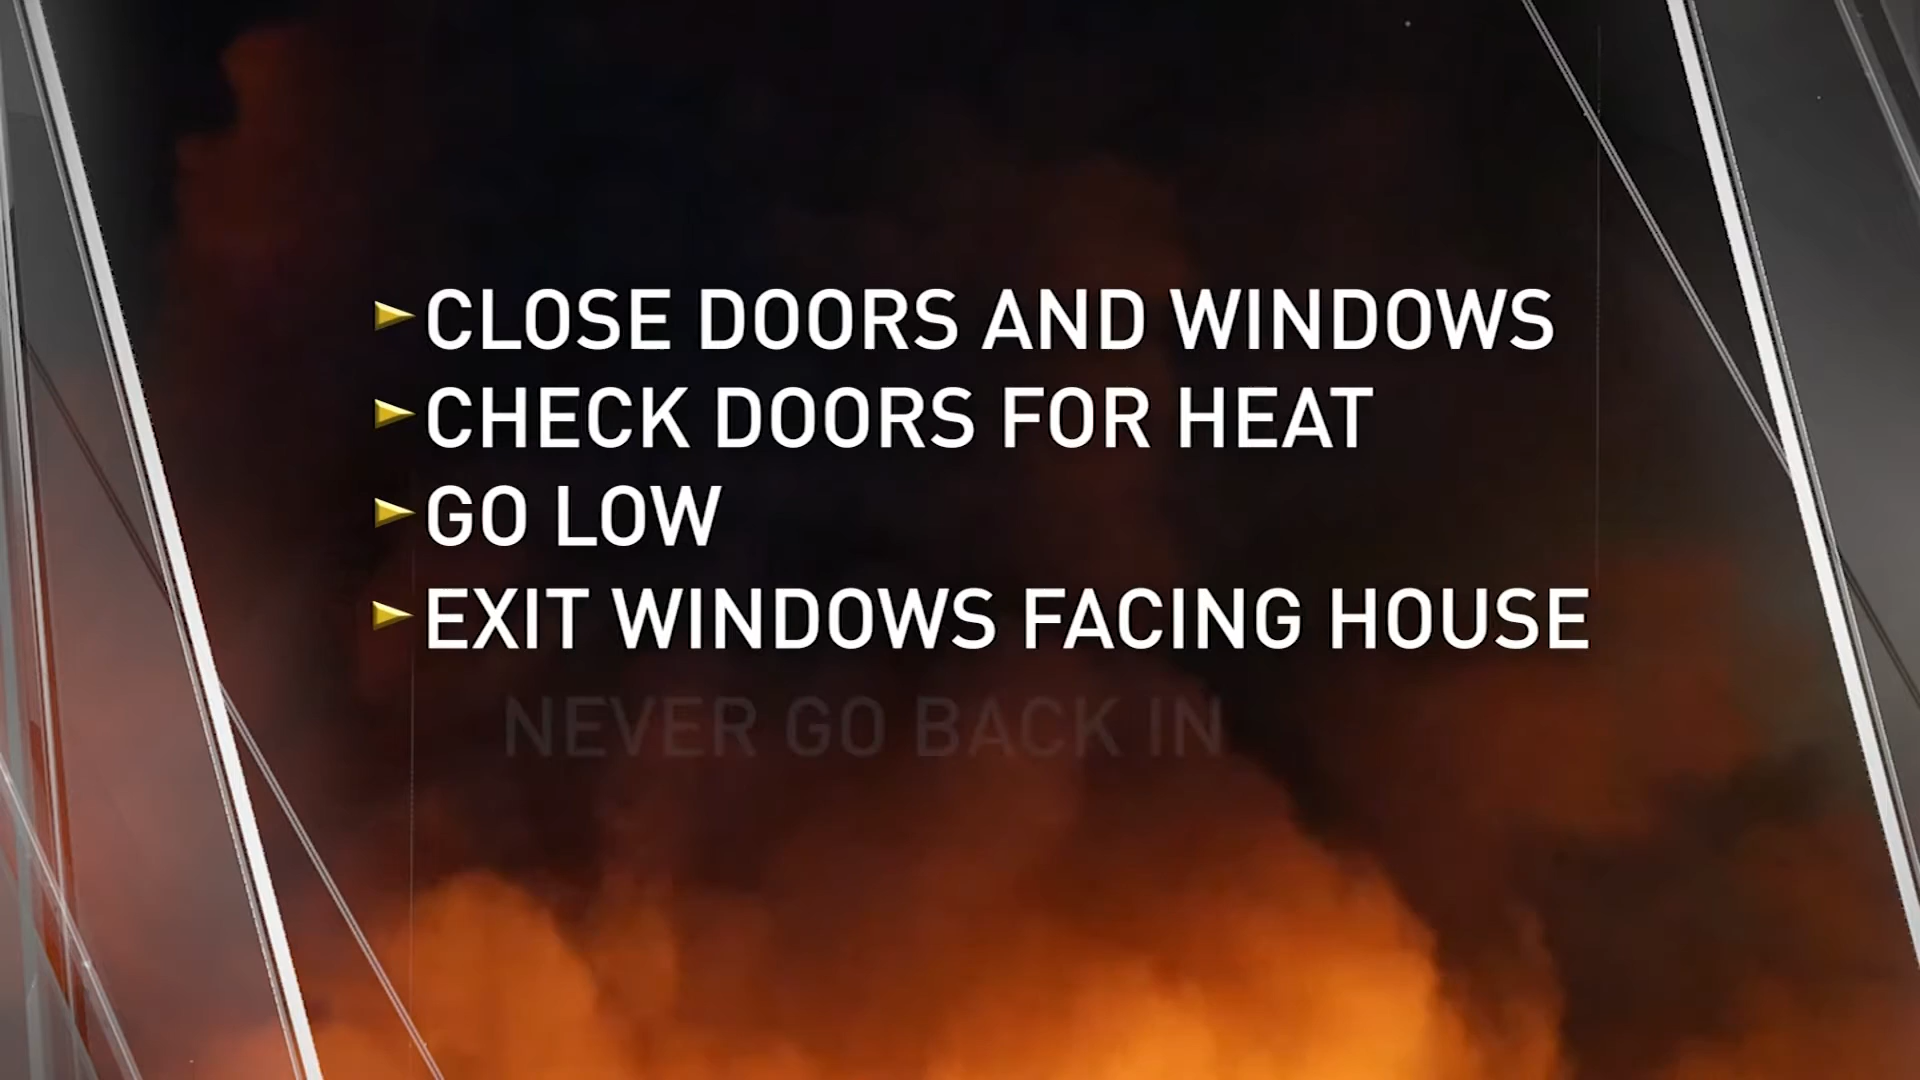 CLOSE DOORS AND WINDOWS
CHECK DOORS FOR HEAT
GO LOW
EXIT WINDOWS FACING HOUSE
NEVER GO BACK IN